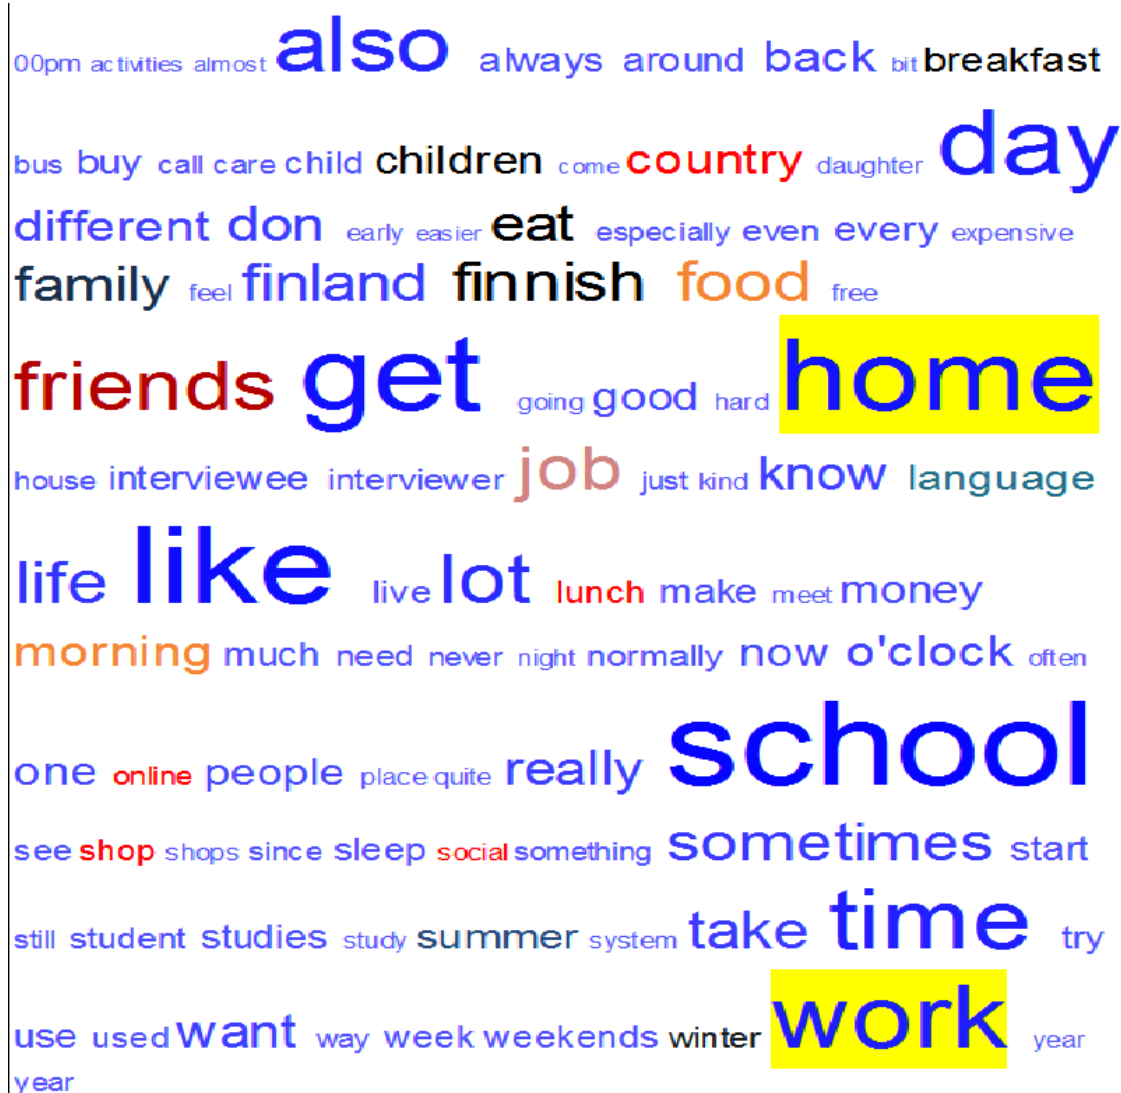 00pm activities almost also always around back bit breakfast
bus buy call care child children come country daughter day
different don early easier eat especially even every expensive
family feel finland finnish food free
friends get going good hard home
house interviewee interviewer job just kind know language
life like live lot lunch make meet money
morning much need never night normally now o'clock often
one online people place quite really school
see shop shops since sleep social something sometimes start
still student studies study summer system take time try
use used want way week weekends winter work year
year